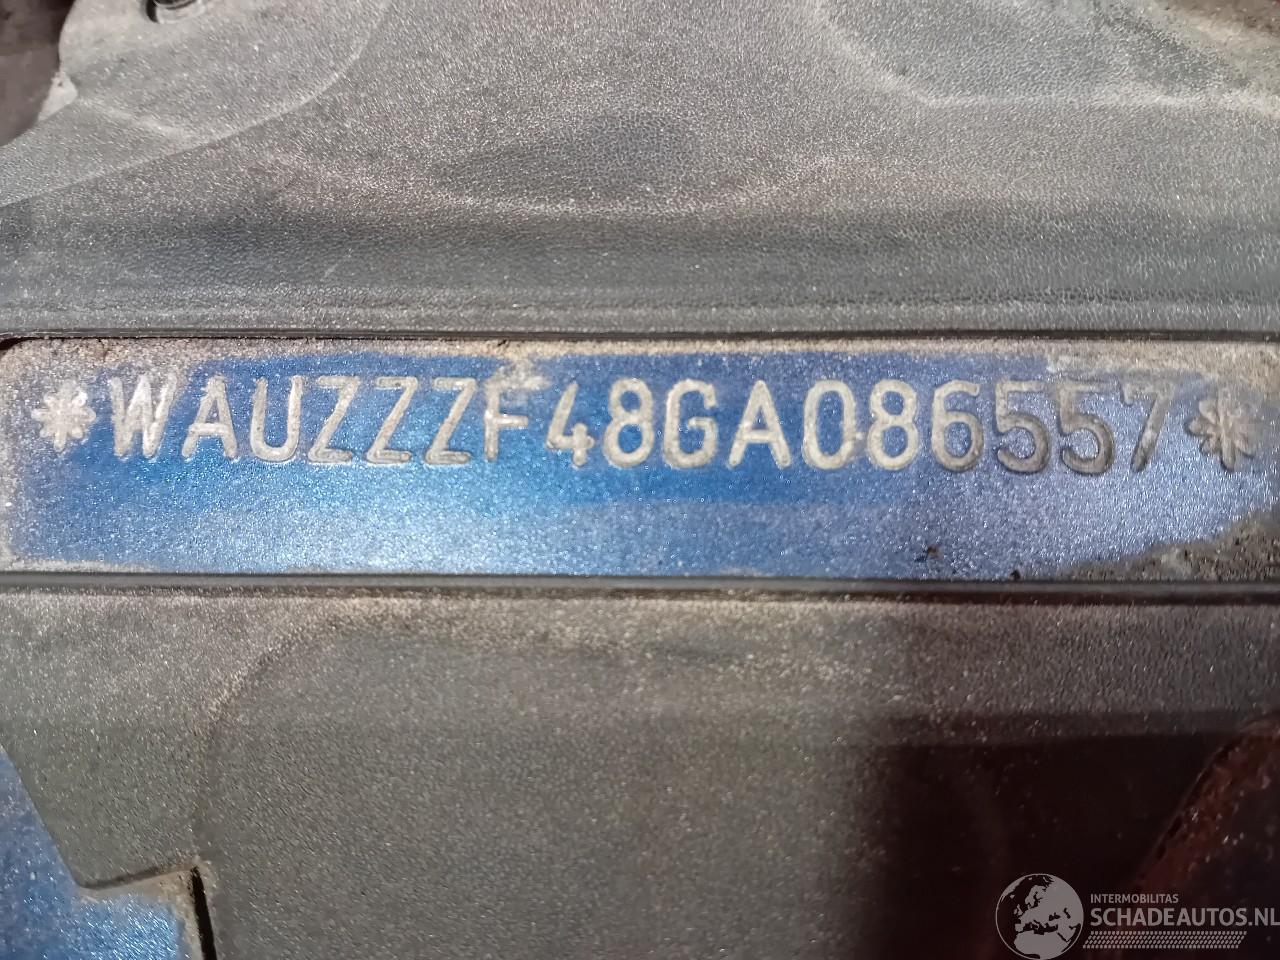 *WAUZZZF48GA086557*
INTERMOBILITAS
SCHADEAUTOS.NL